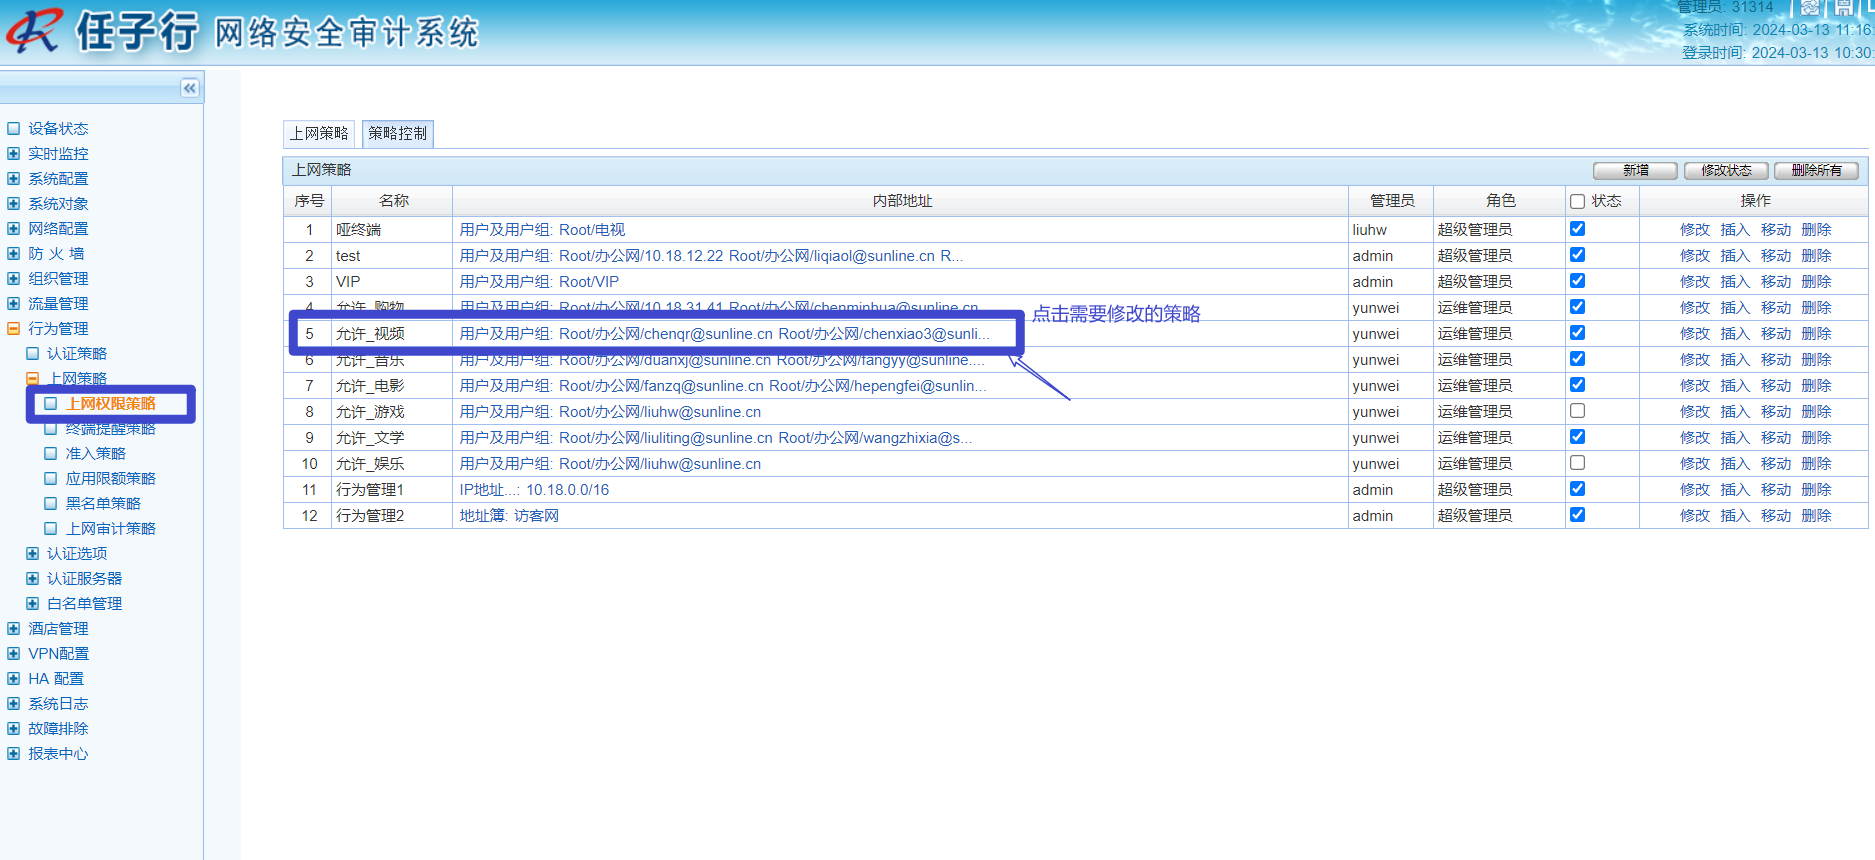 任子行 网络安全审计系统
管理员: 31314
系统时间: 2024-03-13 11:16:
登录时间: 2024-03-13 10:30:
设备状态
实时监控
系统配置
系统对象
网络配置
防 火 墙
组织管理
流量管理
行为管理
认证策略
上网策略
上网权限策略
终端提醒策略
准入策略
应用限额策略
黑名单策略
上网审计策略
认证选项
认证服务器
白名单管理
酒店管理
VPN配置
HA 配置
系统日志
故障排除
报表中心
上网策略 策略控制
上网策略 新增 修改状态 删除所有
序号 名称 内部地址 管理员 角色 状态 操作
1 哑终端 用户及用户组: Root/电视 liuhw 超级管理员 修改 插入 移动 删除
2 test 用户及用户组: Root/办公网/10.18.12.22 Root/办公网/liqiaol@sunline.cn R... admin 超级管理员 修改 插入 移动 删除
3 VIP 用户及用户组: Root/VIP admin 超级管理员 修改 插入 移动 删除
4 允许_购物 用户及用户组: Root/办公网/10.18.31.41 Root/办公网/chenminhua@sunline.cn yunwei 运维管理员 修改 插入 移动 删除
点击需要修改的策略
5 允许_视频 用户及用户组: Root/办公网/chenqr@sunline.cn Root/办公网/chenxiao3@sunli... yunwei 运维管理员 修改 插入 移动 删除
6 允许_音乐 用户及用户组: Root/办公网/duanxj@sunline.cn Root/办公网/fangyy@sunline.... yunwei 运维管理员 修改 插入 移动 删除
7 允许_电影 用户及用户组: Root/办公网/fanzq@sunline.cn Root/办公网/hepengfei@sunlin... yunwei 运维管理员 修改 插入 移动 删除
8 允许_游戏 用户及用户组: Root/办公网/liuhw@sunline.cn yunwei 运维管理员 修改 插入 移动 删除
9 允许_文学 用户及用户组: Root/办公网/liuliting@sunline.cn Root/办公网/wangzhixia@s... yunwei 运维管理员 修改 插入 移动 删除
10 允许_娱乐 用户及用户组: Root/办公网/liuhw@sunline.cn yunwei 运维管理员 修改 插入 移动 删除
11 行为管理1 IP地址...: 10.18.0.0/16 admin 超级管理员 修改 插入 移动 删除
12 行为管理2 地址簿: 访客网 admin 超级管理员 修改 插入 移动 删除